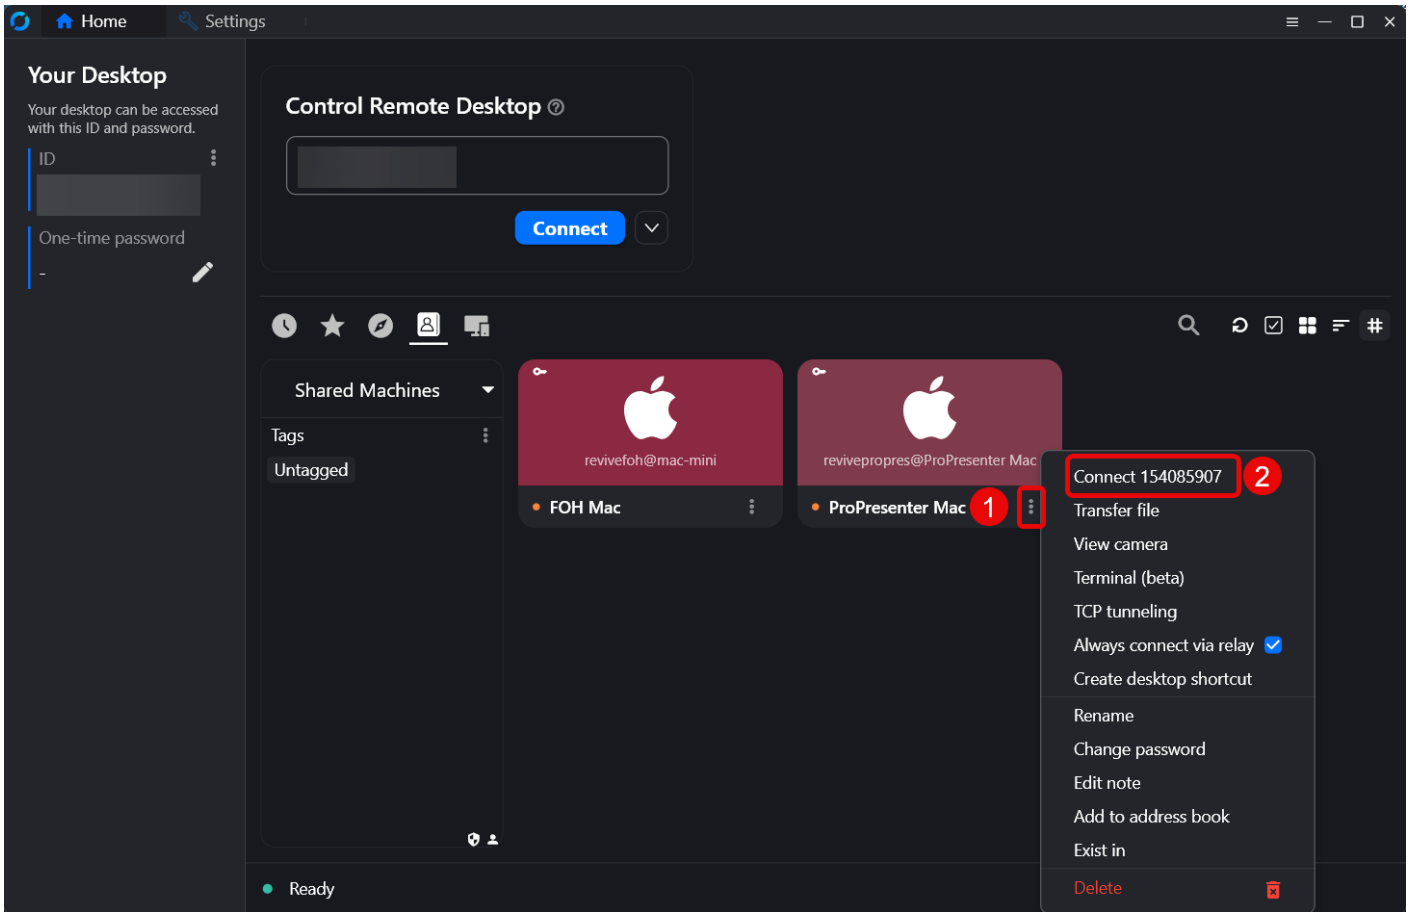 Home
Settings
Your Desktop
Your desktop can be accessed
with this ID and password.
ID
One-time password
-
Control Remote Desktop
Connect
Shared Machines
Tags
Untagged
revivefoh@mac-mini
FOH Mac
revivepropres@ProPresenter Mac
ProPresenter Mac
1
Connect 154085907
2
Transfer file
View camera
Terminal (beta)
TCP tunneling
Always connect via relay
Create desktop shortcut
Rename
Change password
Edit note
Add to address book
Exist in
Delete
Ready